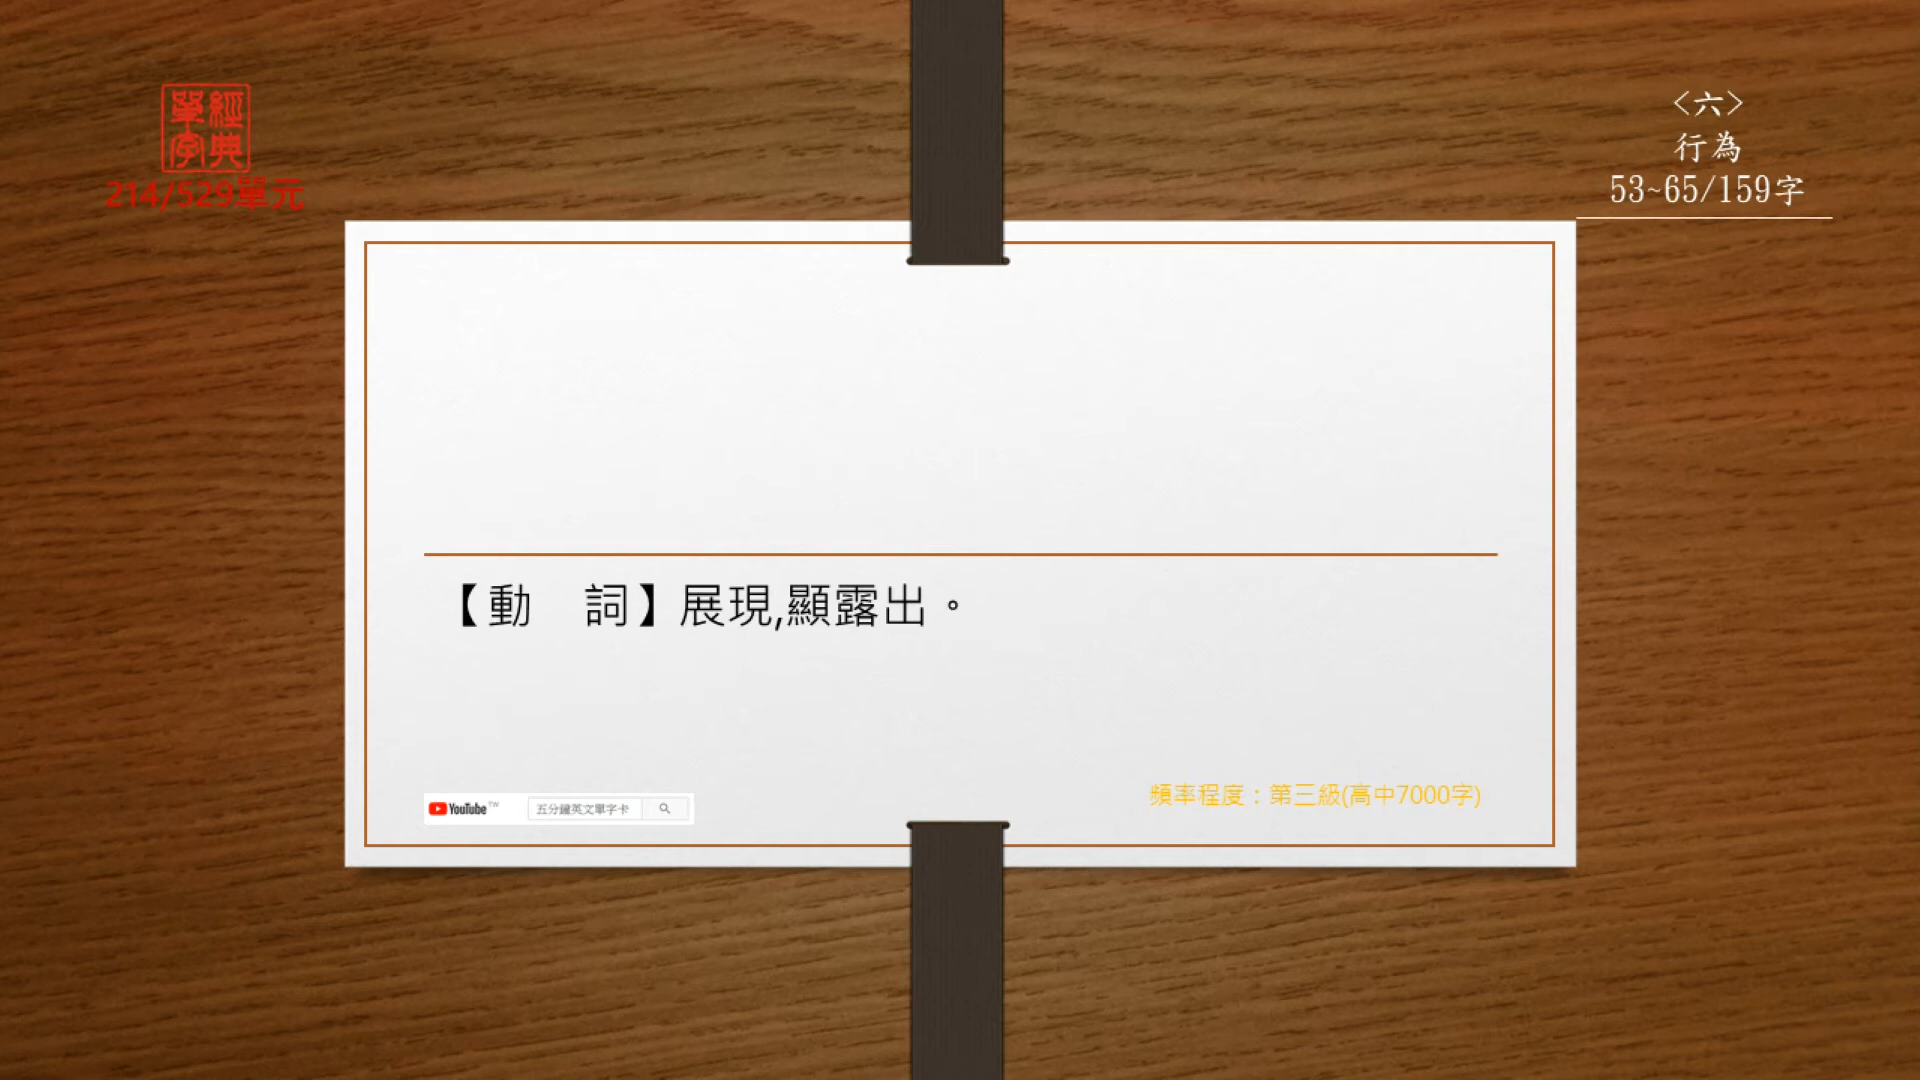 經典單字
214/529單元
<六>
行為
53~65/159字
【動　詞】展現,顯露出。
頻率程度：第三級(高中7000字)
YouTube TW
五分鐘英文單字卡